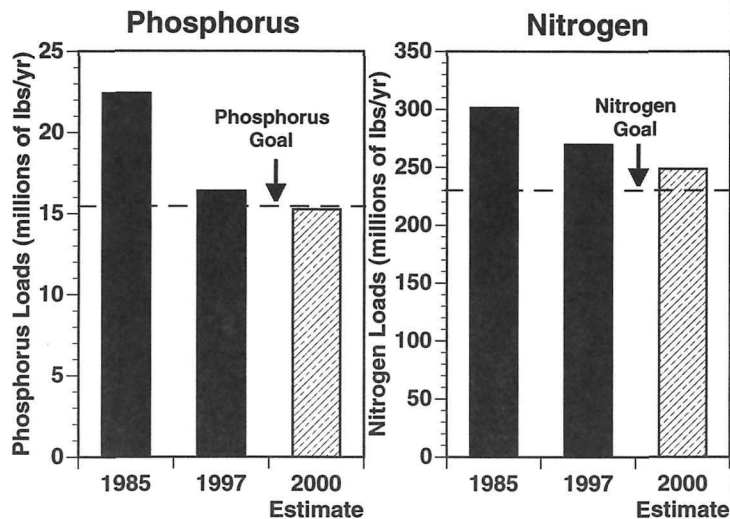 Phosphorus
Phosphorus Loads (millions of lbs/yr)
25
20
15
10
5
0
Phosphorus
Goal
1985
1997
2000
Estimate
Nitrogen
Nitrogen Loads (millions of lbs/yr)
350
300
250
200
150
100
50
0
Nitrogen
Goal
1985
1997
2000
Estimate